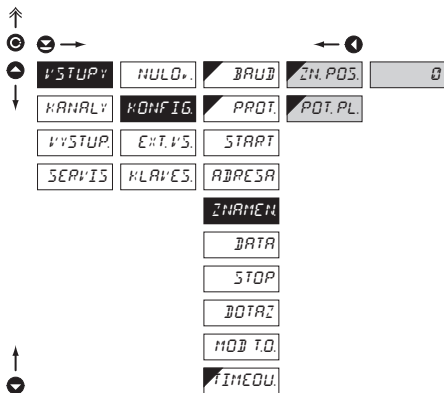 VSTUPY NULOV. BAUD ZN. POS. 0
KANALY KONFIG. PROT. POT. PL.
VYSTUP. EXT. VS. START
SERVIS KLAVES. ADRESA
ZNAMEN.
DATA
STOP
DOTAZ
MOD T.O.
TIMEOU.